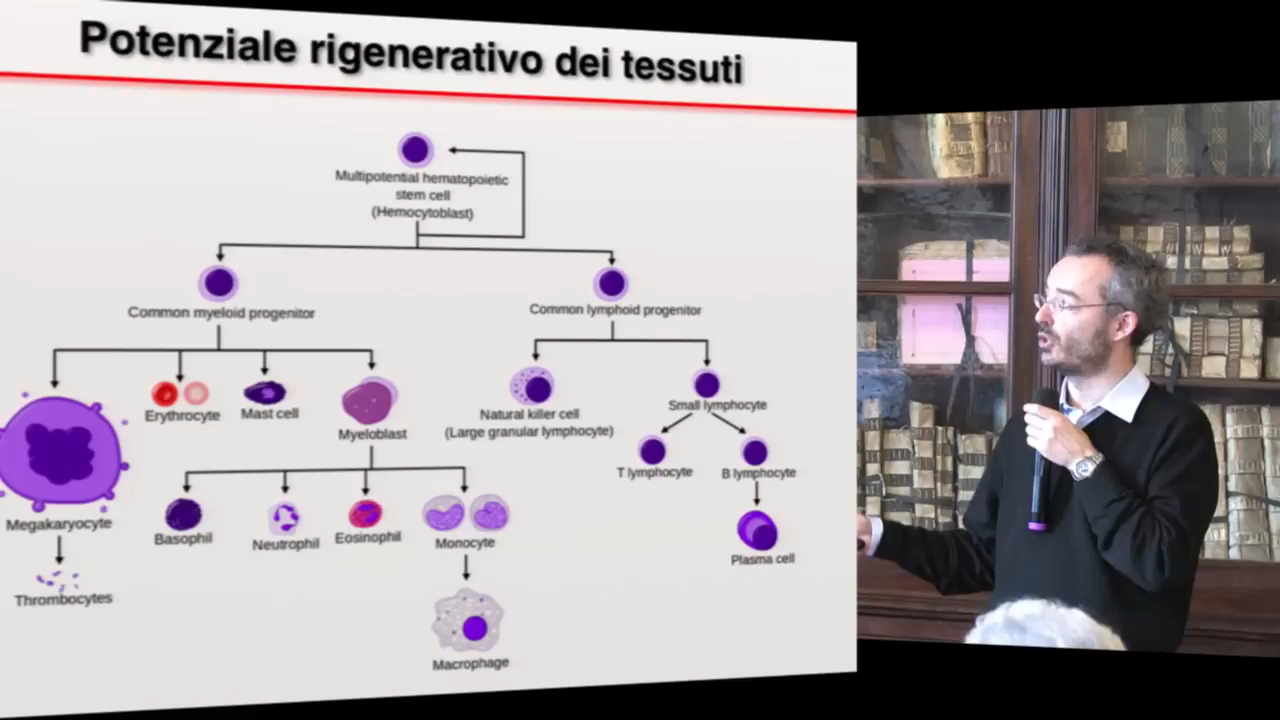 Potenziale rigenerativo dei tessuti
Multipotential hematopoietic
stem cell
(Hemocytoblast)
Common myeloid progenitor
Common lymphoid progenitor
Erythrocyte
Mast cell
Myeloblast
Natural killer cell
(Large granular lymphocyte)
Small lymphocyte
T lymphocyte
B lymphocyte
Megakaryocyte
Basophil
Neutrophil
Eosinophil
Monocyte
Plasma cell
Thrombocytes
Macrophage